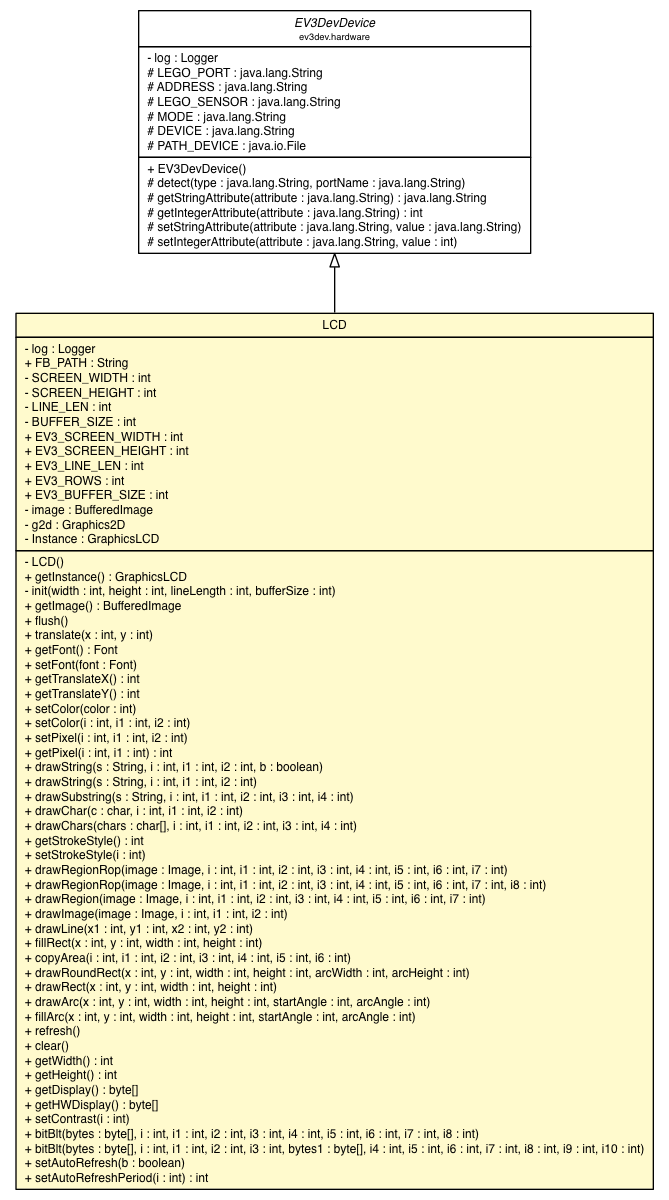 EV3DevDevice
ev3dev.hardware
- log : Logger
# LEGO_PORT : java.lang.String
# ADDRESS : java.lang.String
# LEGO_SENSOR : java.lang.String
# MODE : java.lang.String
# DEVICE : java.lang.String
# PATH_DEVICE : java.io.File
+ EV3DevDevice()
# detect(type : java.lang.String, portName : java.lang.String)
# getStringAttribute(attribute : java.lang.String) : java.lang.String
# getIntegerAttribute(attribute : java.lang.String) : int
# setStringAttribute(attribute : java.lang.String, value : java.lang.String)
# setIntegerAttribute(attribute : java.lang.String, value : int)
LCD
- log : Logger
+ FB_PATH : String
- SCREEN_WIDTH : int
- SCREEN_HEIGHT : int
- LINE_LEN : int
- BUFFER_SIZE : int
+ EV3_SCREEN_WIDTH : int
+ EV3_SCREEN_HEIGHT : int
+ EV3_LINE_LEN : int
+ EV3_ROWS : int
+ EV3_BUFFER_SIZE : int
- image : BufferedImage
- g2d : Graphics2D
- Instance : GraphicsLCD
- LCD()
+ getInstance() : GraphicsLCD
- init(width : int, height : int, lineLength : int, bufferSize : int)
+ getImage() : BufferedImage
+ flush()
+ translate(x : int, y : int)
+ getFont() : Font
+ setFont(font : Font)
+ getTranslateX() : int
+ getTranslateY() : int
+ setColor(color : int)
+ setColor(i : int, i1 : int, i2 : int)
+ setPixel(i : int, i1 : int, i2 : int)
+ getPixel(i : int, i1 : int) : int
+ drawString(s : String, i : int, i1 : int, i2 : int, b : boolean)
+ drawString(s : String, i : int, i1 : int, i2 : int)
+ drawSubstring(s : String, i : int, i1 : int, i2 : int, i3 : int, i4 : int)
+ drawChar(c : char, i : int, i1 : int, i2 : int)
+ drawChars(chars : char[], i : int, i1 : int, i2 : int, i3 : int, i4 : int)
+ getStrokeStyle() : int
+ setStrokeStyle(i : int)
+ drawRegionRop(image : Image, i : int, i1 : int, i2 : int, i3 : int, i4 : int, i5 : int, i6 : int, i7 : int)
+ drawRegionRop(image : Image, i : int, i1 : int, i2 : int, i3 : int, i4 : int, i5 : int, i6 : int, i7 : int, i8 : int)
+ drawRegion(image : Image, i : int, i1 : int, i2 : int, i3 : int, i4 : int, i5 : int, i6 : int, i7 : int)
+ drawImage(image : Image, i : int, i1 : int, i2 : int)
+ drawLine(x1 : int, y1 : int, x2 : int, y2 : int)
+ fillRect(x : int, y : int, width : int, height : int)
+ copyArea(i : int, i1 : int, i2 : int, i3 : int, i4 : int, i5 : int, i6 : int)
+ drawRoundRect(x : int, y : int, width : int, height : int, arcWidth : int, arcHeight : int)
+ drawRect(x : int, y : int, width : int, height : int)
+ drawArc(x : int, y : int, width : int, height : int, startAngle : int, arcAngle : int)
+ fillArc(x : int, y : int, width : int, height : int, startAngle : int, arcAngle : int)
+ refresh()
+ clear()
+ getWidth() : int
+ getHeight() : int
+ getDisplay() : byte[]
+ getHWDisplay() : byte[]
+ setContrast(i : int)
+ bitBlt(bytes : byte[], i : int, i1 : int, i2 : int, i3 : int, i4 : int, i5 : int, i6 : int, i7 : int, i8 : int)
+ bitBlt(bytes : byte[], i : int, i1 : int, i2 : int, i3 : int, bytes1 : byte[], i4 : int, i5 : int, i6 : int, i7 : int, i8 : int, i9 : int, i10 : int)
+ setAutoRefresh(b : boolean)
+ setAutoRefreshPeriod(i : int) : int